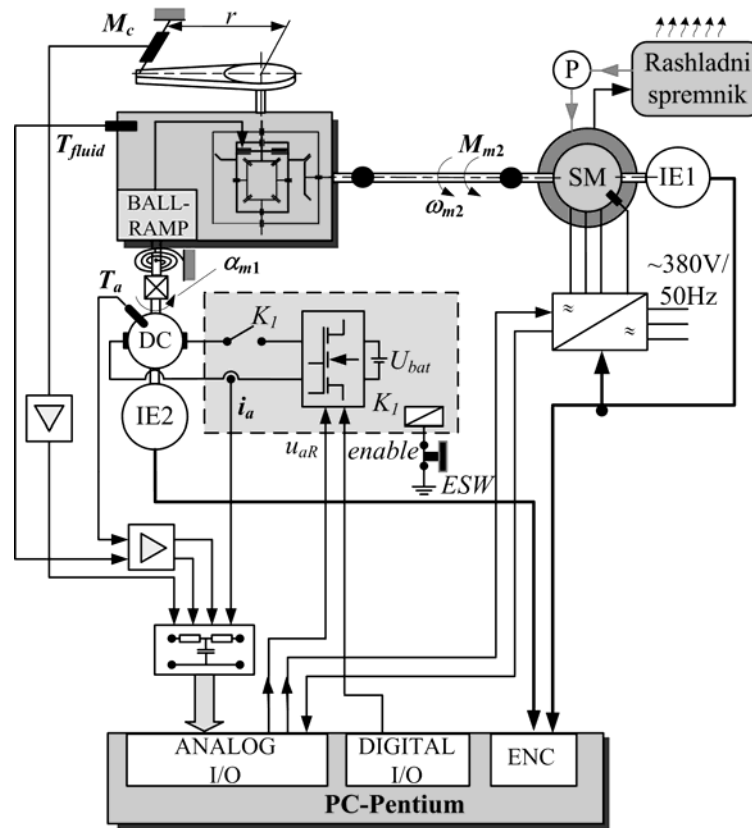 M_c
r
P
Rashladni
spremnik
T_fluid
M_m2
ω_m2
SM
IE1
BALL-
RAMP
α_m1
T_a
DC
K_1
U_bat
~380V/
50Hz
≈
≈
IE2
i_a
K_1
u_aR
enable
ESW
ANALOG
I/O
DIGITAL
I/O
ENC
PC-Pentium